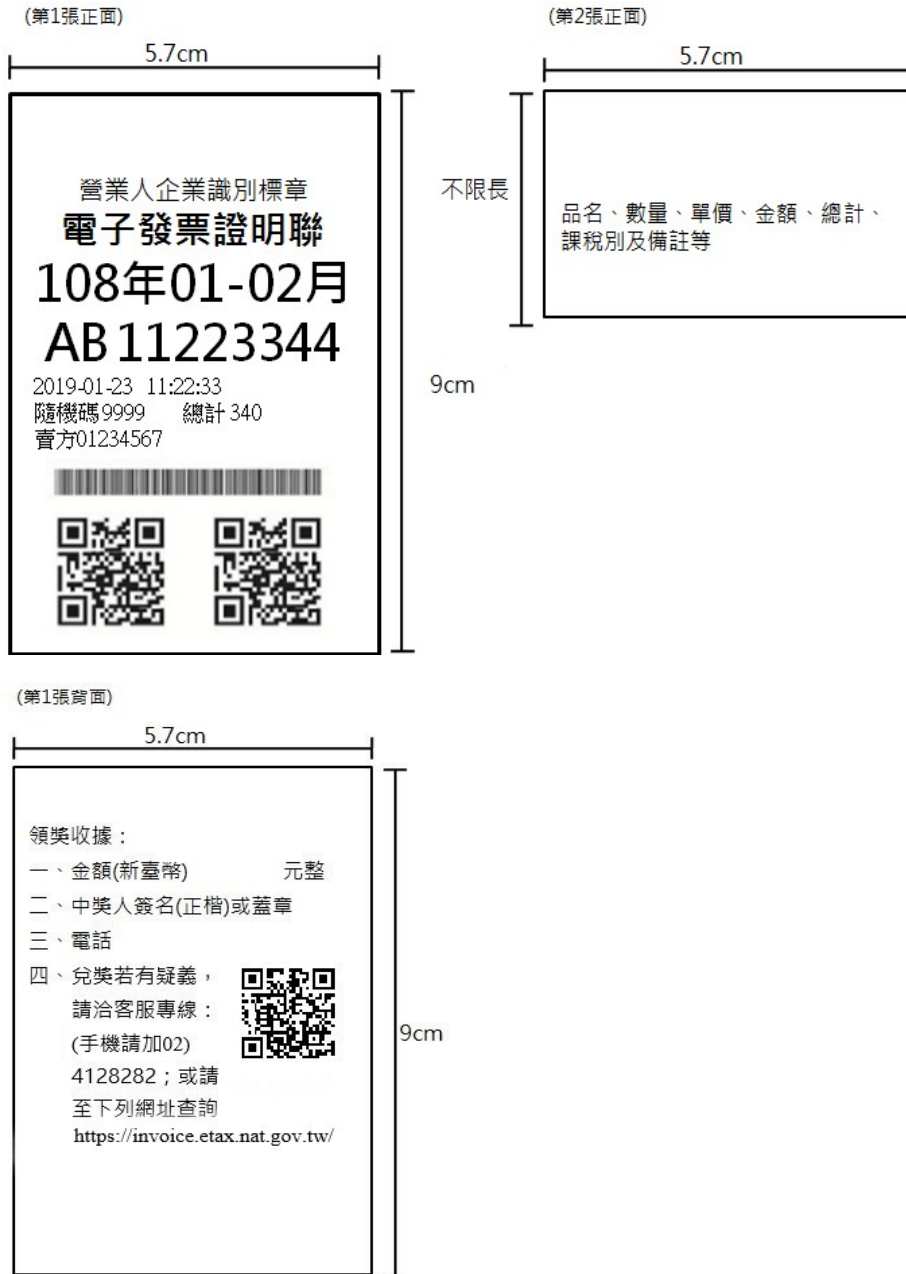 (第1張正面)
5.7cm
營業人企業識別標章
電子發票證明聯
108年01-02月
AB 11223344
2019-01-23 11:22:33
隨機碼9999 總計 340
賣方01234567
9cm
(第2張正面)
5.7cm
不限長
品名、數量、單價、金額、總計、
課稅別及備註等
(第1張背面)
5.7cm
領獎收據：
一、金額(新臺幣) 元整
二、中獎人簽名(正楷)或蓋章
三、電話
四、兌獎若有疑義，
請洽客服專線：
(手機請加02)
4128282；或請
至下列網址查詢
https://invoice.etax.nat.gov.tw/
9cm